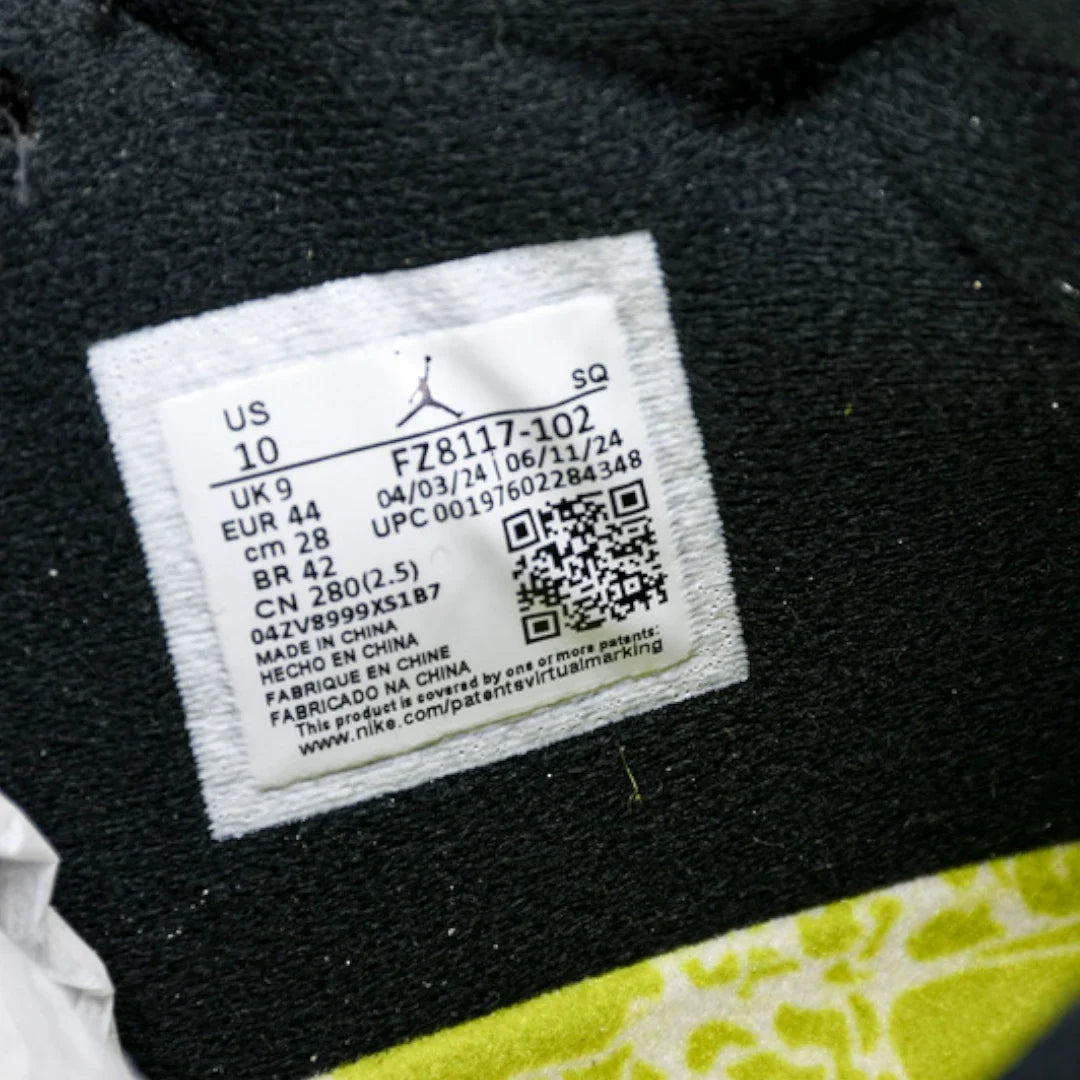 US
10
SQ
FZ8117-102
04/03/24 | 06/11/24
UPC 00197602284348
UK 9
EUR 44
cm 28
BR 42
CN 280(2.5)
04ZV8999XS1B7
MADE IN CHINA
HECHO EN CHINA
FABRIQUE EN CHINE
FABRICADO NA CHINA
This product is covered by one or more patents:
www.nike.com/patentsvirtualmarking